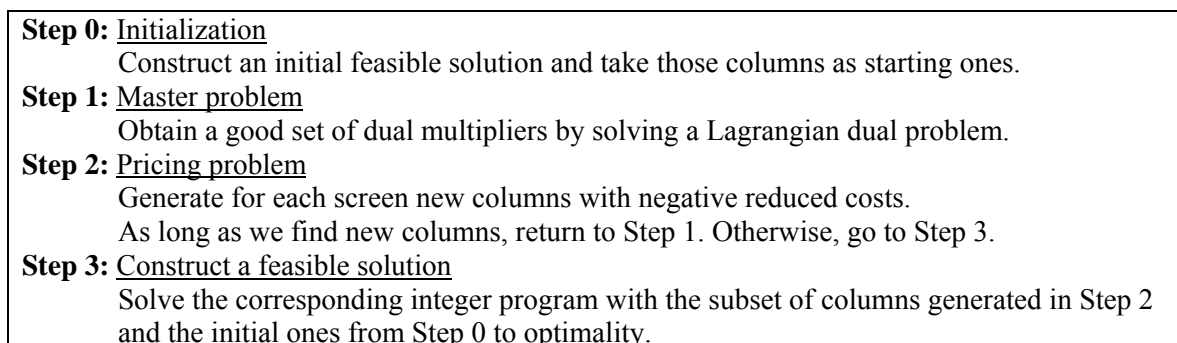 Step 0: Initialization
Construct an initial feasible solution and take those columns as starting ones.
Step 1: Master problem
Obtain a good set of dual multipliers by solving a Lagrangian dual problem.
Step 2: Pricing problem
Generate for each screen new columns with negative reduced costs.
As long as we find new columns, return to Step 1. Otherwise, go to Step 3.
Step 3: Construct a feasible solution
Solve the corresponding integer program with the subset of columns generated in Step 2
and the initial ones from Step 0 to optimality.